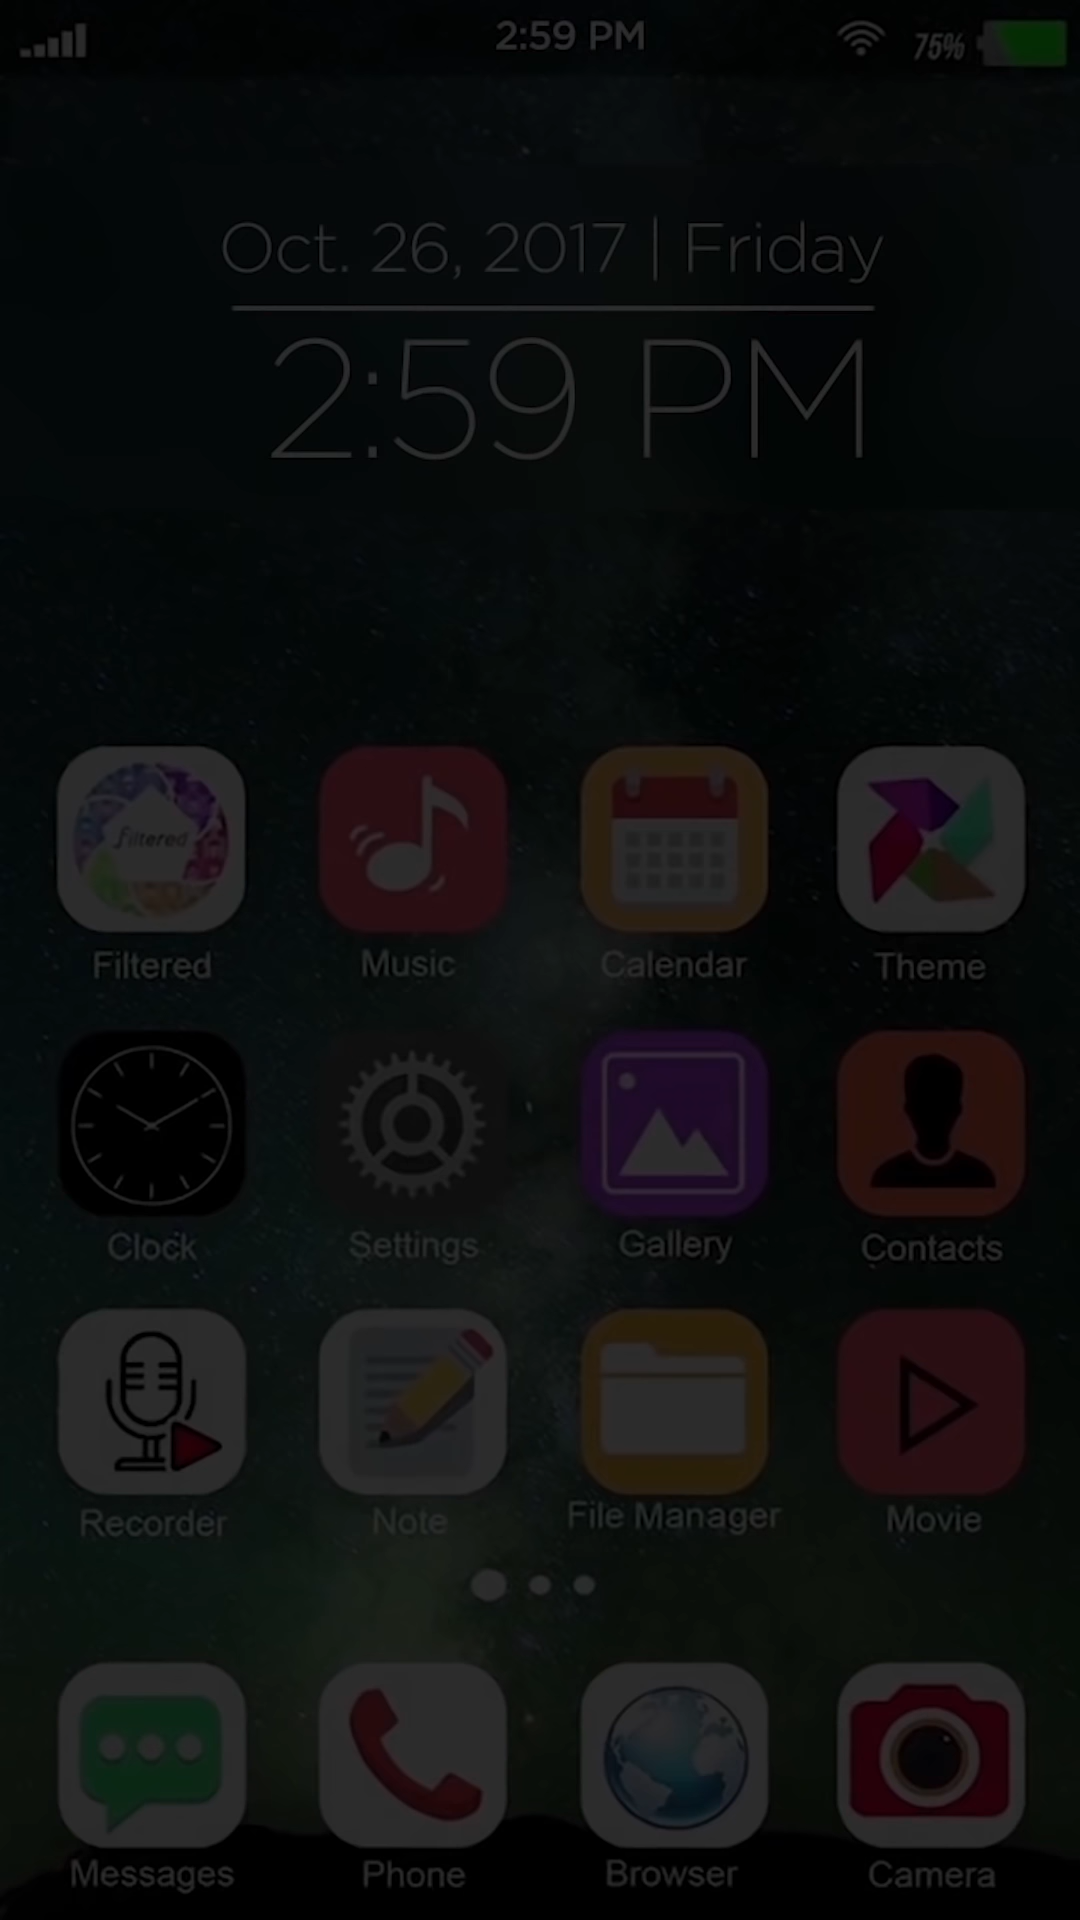 2:59 PM 75%
Oct. 26, 2017 | Friday
2:59 PM
filtered
Filtered Music Calendar Theme
Clock Settings Gallery Contacts
Recorder Note File Manager Movie
Messages Phone Browser Camera